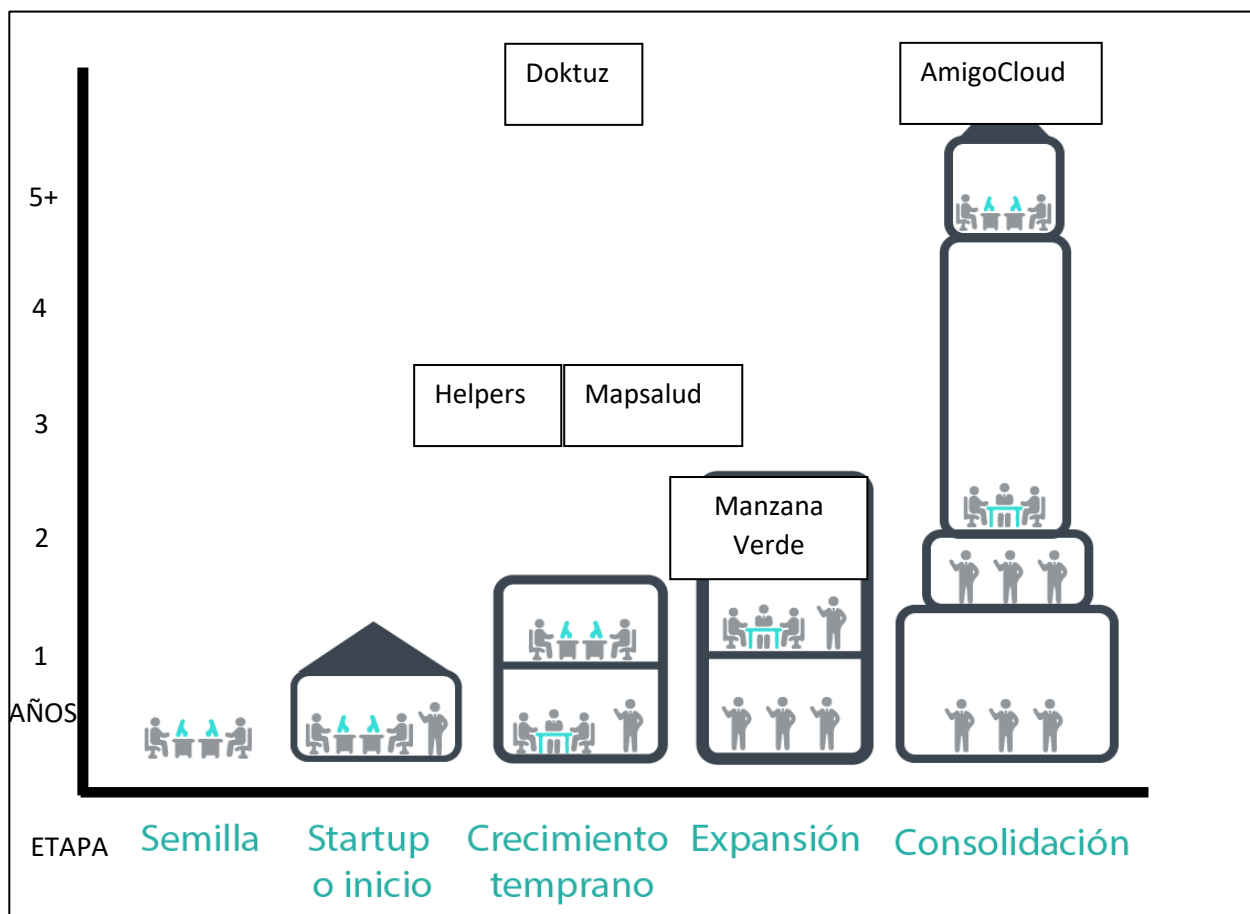 Doktuz
AmigoCloud
5+
4
Helpers
Mapsalud
3
Manzana
Verde
2
1
AÑOS
ETAPA
Semilla
Startup
o inicio
Crecimiento
temprano
Expansión
Consolidación